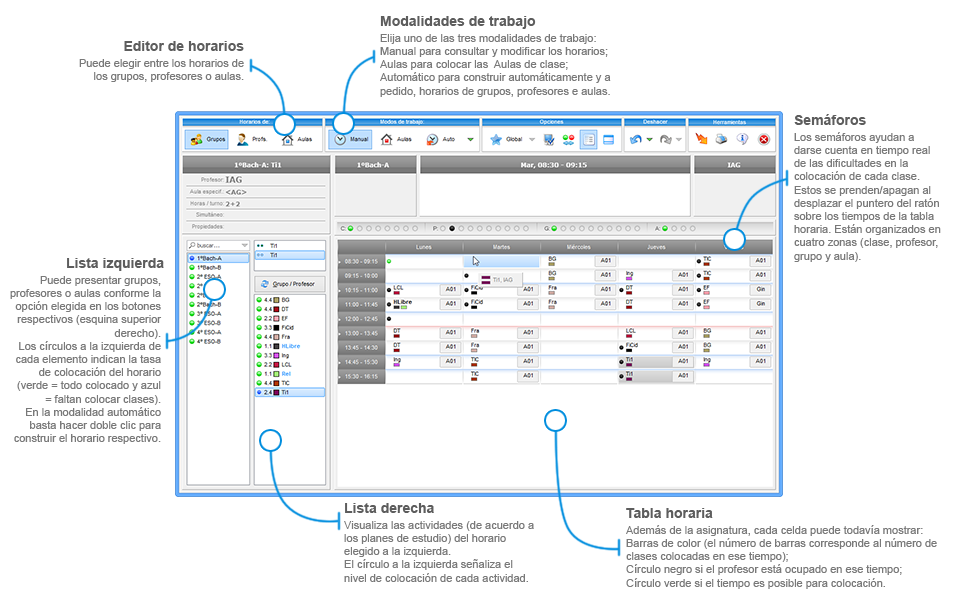 Modalidades de trabajo
Elija uno de las tres modalidades de trabajo:
Manual para consultar y modificar los horarios;
Aulas para colocar las Aulas de clase;
Automático para construir automáticamente y a
pedido, horarios de grupos, profesores e aulas.
Editor de horarios
Puede elegir entre los horarios de
los grupos, profesores o aulas.
Semáforos
Los semáforos ayudan a
darse cuenta en tiempo real
de las dificultades en la
colocación de cada clase.
Estos se prenden/apagan al
desplazar el puntero del ratón
sobre los tiempos de la tabla
horaria. Están organizados en
cuatro zonas (clase, profesor,
grupo y aula).
Lista izquierda
Puede presentar grupos,
profesores o aulas conforme la
opción elegida en los botones
respectivos (esquina superior
derecho).
Los círculos a la izquierda de
cada elemento indican la tasa
de colocación del horario
(verde = todo colocado y azul
= faltan colocar clases).
En la modalidad automático
basta hacer doble clic para
construir el horario respectivo.
Horarios de: Modos de trabajo: Opciones Deshacer Herramientas
Grupos Profs. Aulas Manual Aulas Auto Global
1ºBach-A: Ti1 1ºBach-A Mar, 08:30 - 09:15 IAG
Profesor: IAG
Aula específ.: <AG>
Horas / turno: 2+2
Simultáneo:
Propiedades:
C: P: G: A:
buscar...
1ºBach-A
1ºBach-B
2º ESO-A
2º
2º
2ºBach-B
3º ESO-A
3º ESO-B
4º ESO-A
4º ESO-B
Ti1
Ti1
Grupo / Profesor
4.4 BG
4.4 DT
2.2 EF
3.3 FiCid
4.4 Fra
1.1 HLibre
3.3 Ing
2.2 LCL
1.1 Rel
4.4 TIC
2.4 Ti1
Lunes Martes Miércoles Jueves
08:30 - 09:15 BG A01 TIC A01
09:15 - 10:00 Ti1, IAG BG A01 Ing A01 TIC A01
10:15 - 11:00 LCL A01 FiCid A01 Fra A01 DT A01 EF Gin
11:00 - 11:45 HLibre A01 FiCid A01 Fra A01 DT A01 EF Gin
12:00 - 12:45
13:00 - 13:45 DT A01 Fra A01 LCL A01 BG A01
13:45 - 14:30 DT A01 Fra A01 FiCid A01 BG A01
14:45 - 15:30 Ing A01 TIC A01 Ti1 A01 Ing A01
15:30 - 16:15 TIC A01 Ti1 A01
Lista derecha
Visualiza las actividades (de acuerdo a
los planes de estudio) del horario
elegido a la izquierda.
El círculo a la izquierda señaliza el
nivel de colocación de cada actividad.
Tabla horaria
Además de la asignatura, cada celda puede todavía mostrar:
Barras de color (el número de barras corresponde al número de
clases colocadas en ese tiempo);
Círculo negro si el profesor está ocupado en ese tiempo;
Círculo verde si el tiempo es posible para colocación.